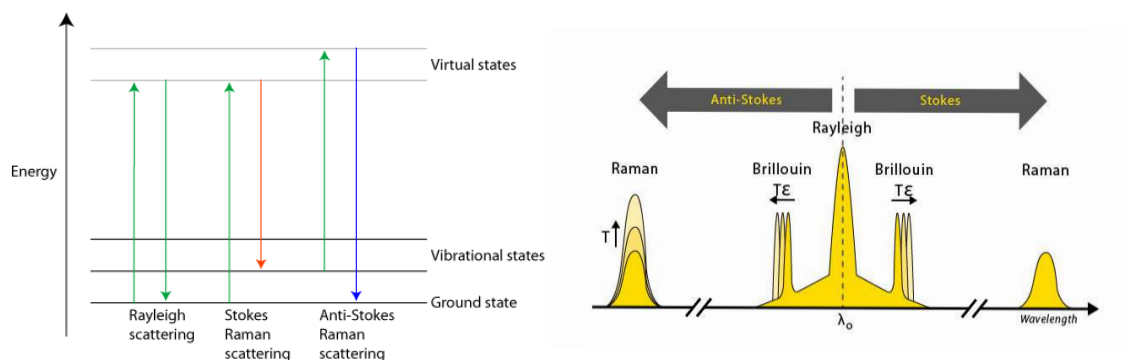 Energy
Virtual states
Vibrational states
Ground state
Rayleigh
scattering
Stokes
Raman
scattering
Anti-Stokes
Raman
scattering
Anti-Stokes
Stokes
Rayleigh
Raman
Brillouin
Tε
Brillouin
Tε
Raman
T
λo
Wavelength